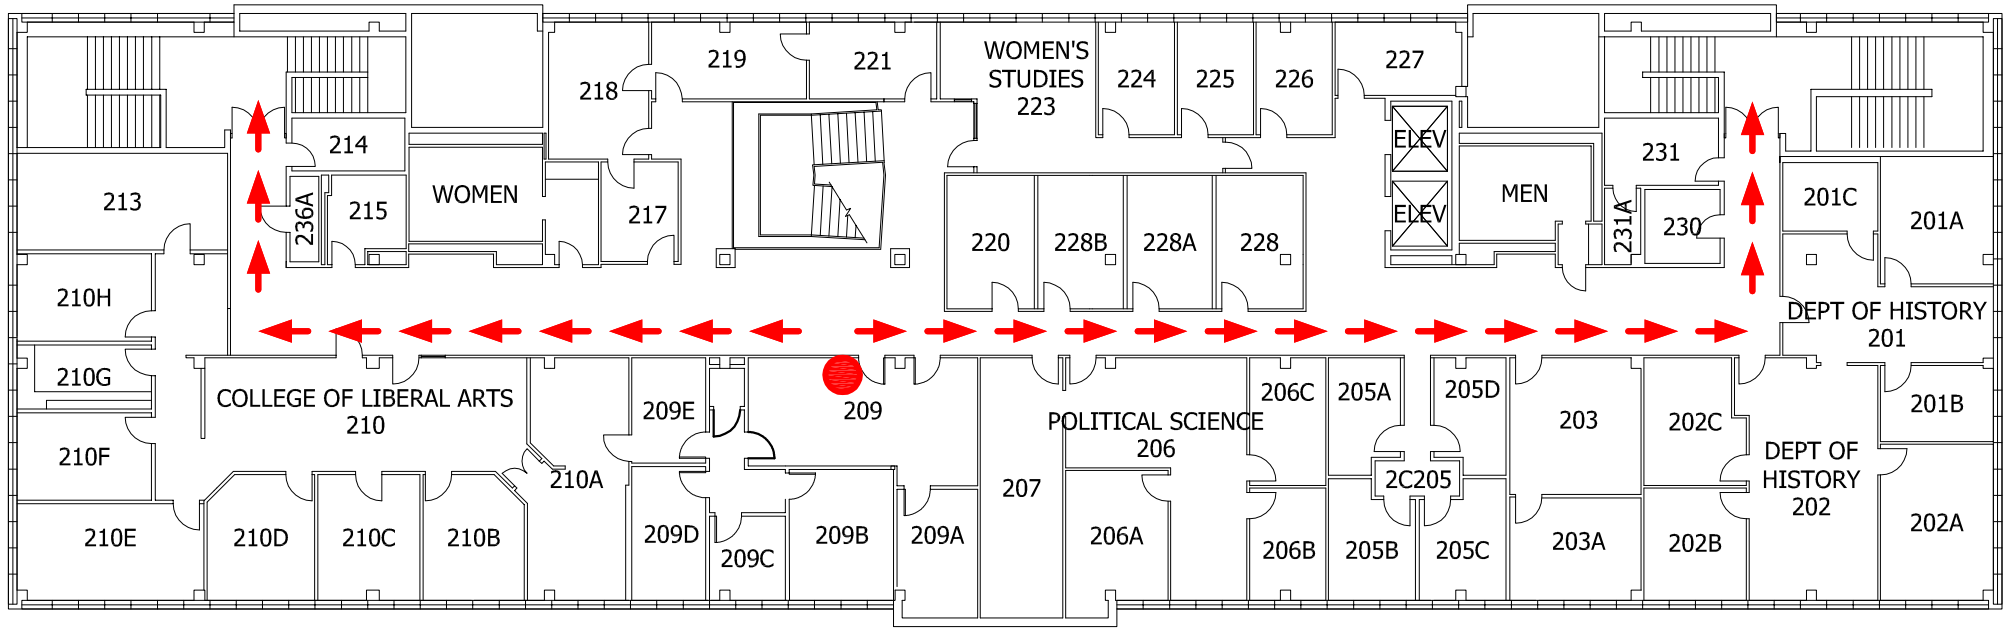 219
221
WOMEN'S
STUDIES
223
224
225
226
227
218
ELEV
214
231
WOMEN
MEN
213
236A
215
217
ELEV
231A
230
201C
201A
220
228B
228A
228
210H
DEPT OF HISTORY
201
210G
COLLEGE OF LIBERAL ARTS
210
209E
209
POLITICAL SCIENCE
206
206C
205A
205D
203
202C
201B
210F
210A
207
2C205
DEPT OF
HISTORY
202
210E
210D
210C
210B
209D
209C
209B
209A
206A
206B
205B
205C
203A
202B
202A